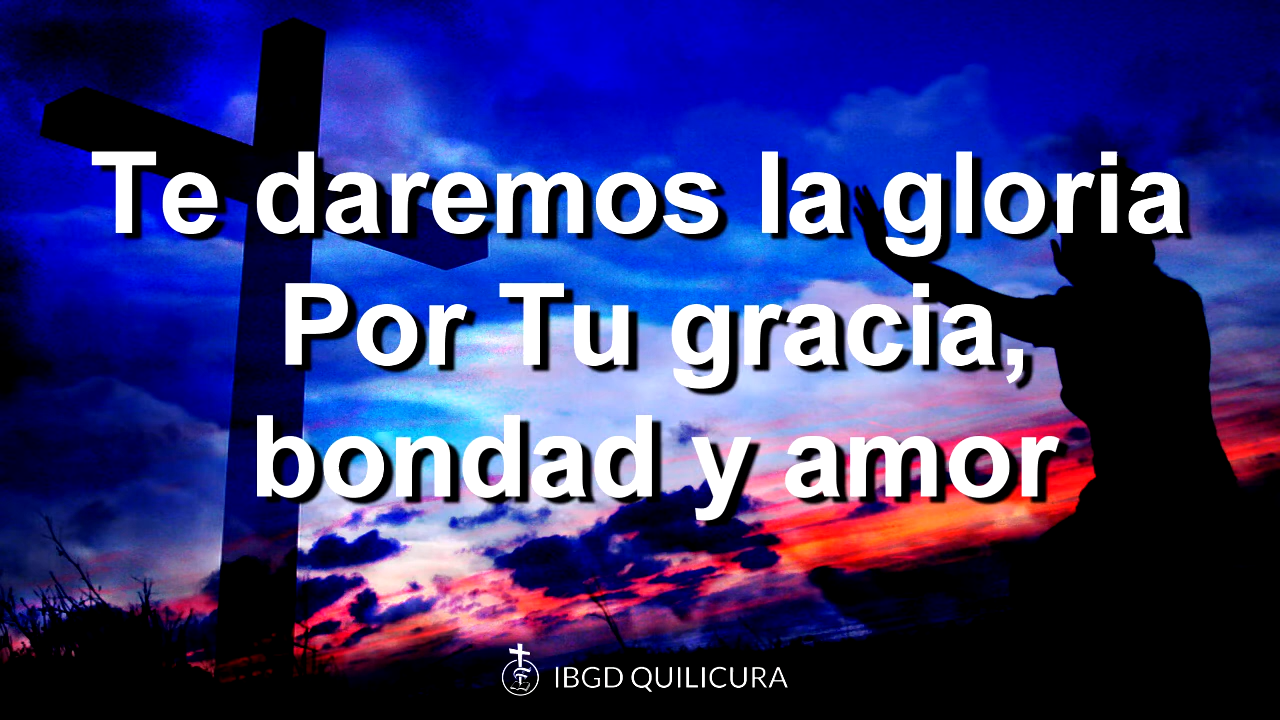 Te daremos la gloria
Por Tu gracia,
bondad y amor
IBGD QUILICURA